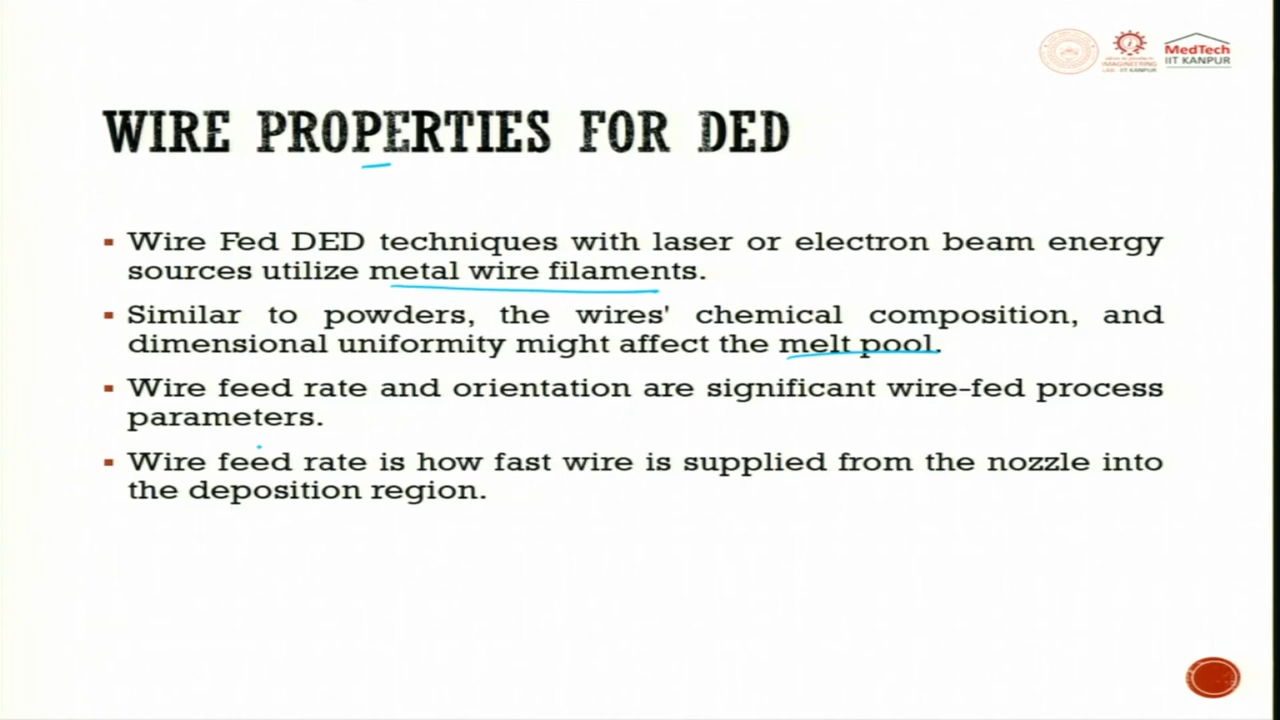 MedTech
IIT KANPUR
WIRE PROPERTIES FOR DED
▪ Wire Fed DED techniques with laser or electron beam energy
sources utilize metal wire filaments.
▪ Similar to powders, the wires' chemical composition, and
dimensional uniformity might affect the melt pool.
▪ Wire feed rate and orientation are significant wire-fed process
parameters.
▪ Wire feed rate is how fast wire is supplied from the nozzle into
the deposition region.